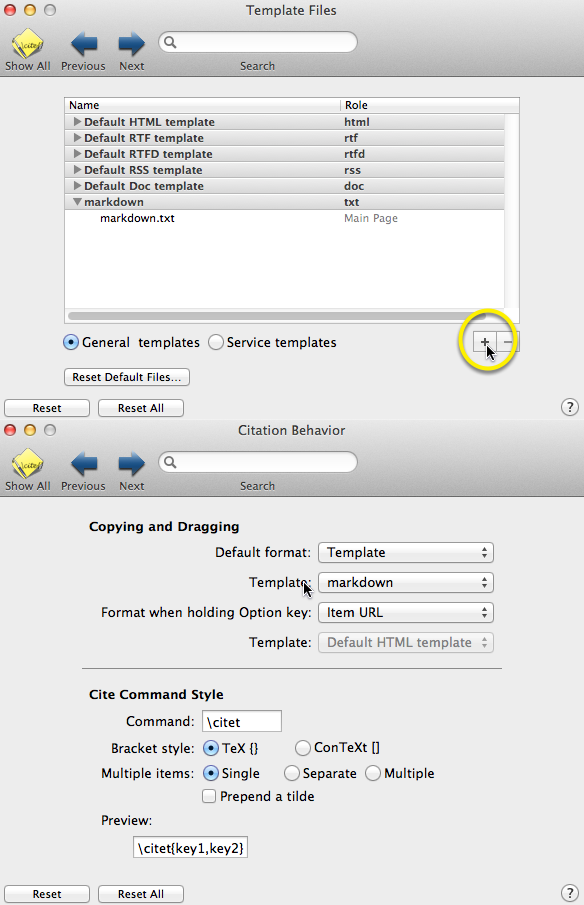 Template Files
\cite{}
Show All Previous Next Search
Name Role
Default HTML template html
Default RTF template rtf
Default RTFD template rtfd
Default RSS template rss
Default Doc template doc
markdown txt
markdown.txt Main Page
+ −
General templates Service templates
Reset Default Files...
Reset Reset All ?
Citation Behavior
\cite{}
Show All Previous Next Search
Copying and Dragging
Default format: Template
Template: markdown
Format when holding Option key: Item URL
Template: Default HTML template
Cite Command Style
Command: \citet
Bracket style: TeX {} ConTeXt []
Multiple items: Single Separate Multiple
Prepend a tilde
Preview:
\citet{key1,key2}
Reset Reset All ?